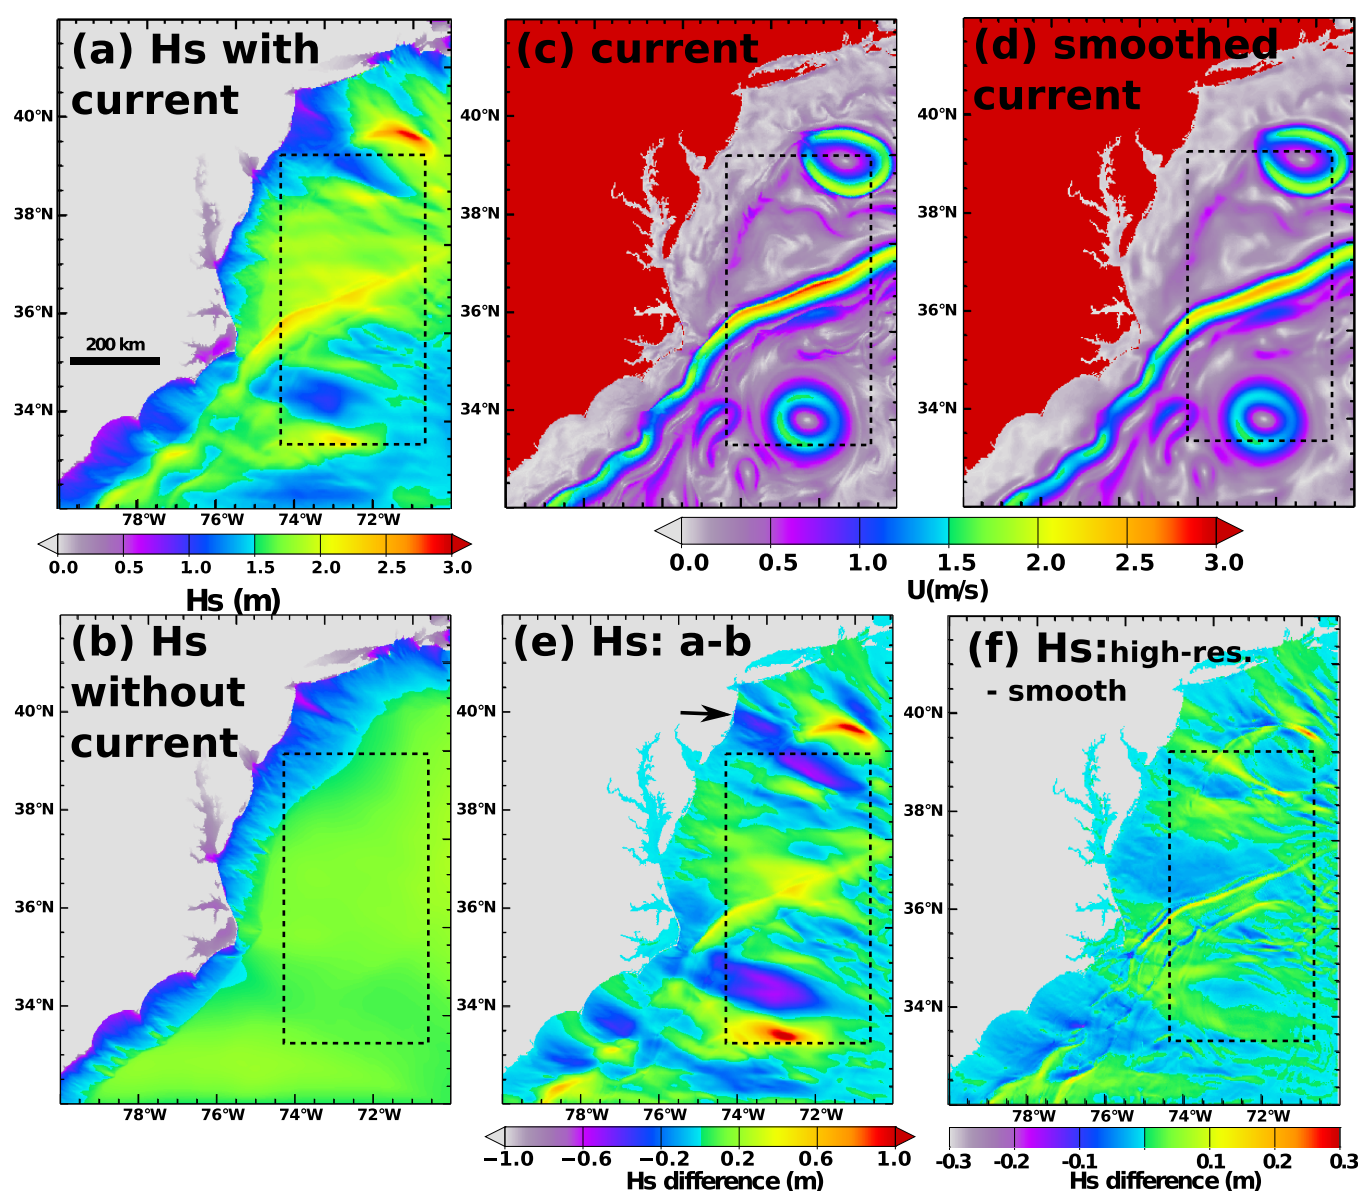 (a) Hs with
current
40°N
38°N
36°N
34°N
200 km
78°W 76°W 74°W 72°W
0.0 0.5 1.0 1.5 2.0 2.5 3.0
Hs (m)
(c) current
40°N
38°N
36°N
34°N
(d) smoothed
current
40°N
38°N
36°N
34°N
0.0 0.5 1.0 1.5 2.0 2.5 3.0
U(m/s)
(b) Hs
without
current
40°N
38°N
36°N
34°N
78°W 76°W 74°W 72°W
(e) Hs: a-b
40°N
38°N
36°N
34°N
78°W 76°W 74°W 72°W
−1.0 −0.6 −0.2 0.2 0.6 1.0
Hs difference (m)
(f) Hs:high-res.
- smooth
40°N
38°N
36°N
34°N
78°W 76°W 74°W 72°W
-0.3 -0.2 -0.1 0.1 0.2 0.3
Hs difference (m)